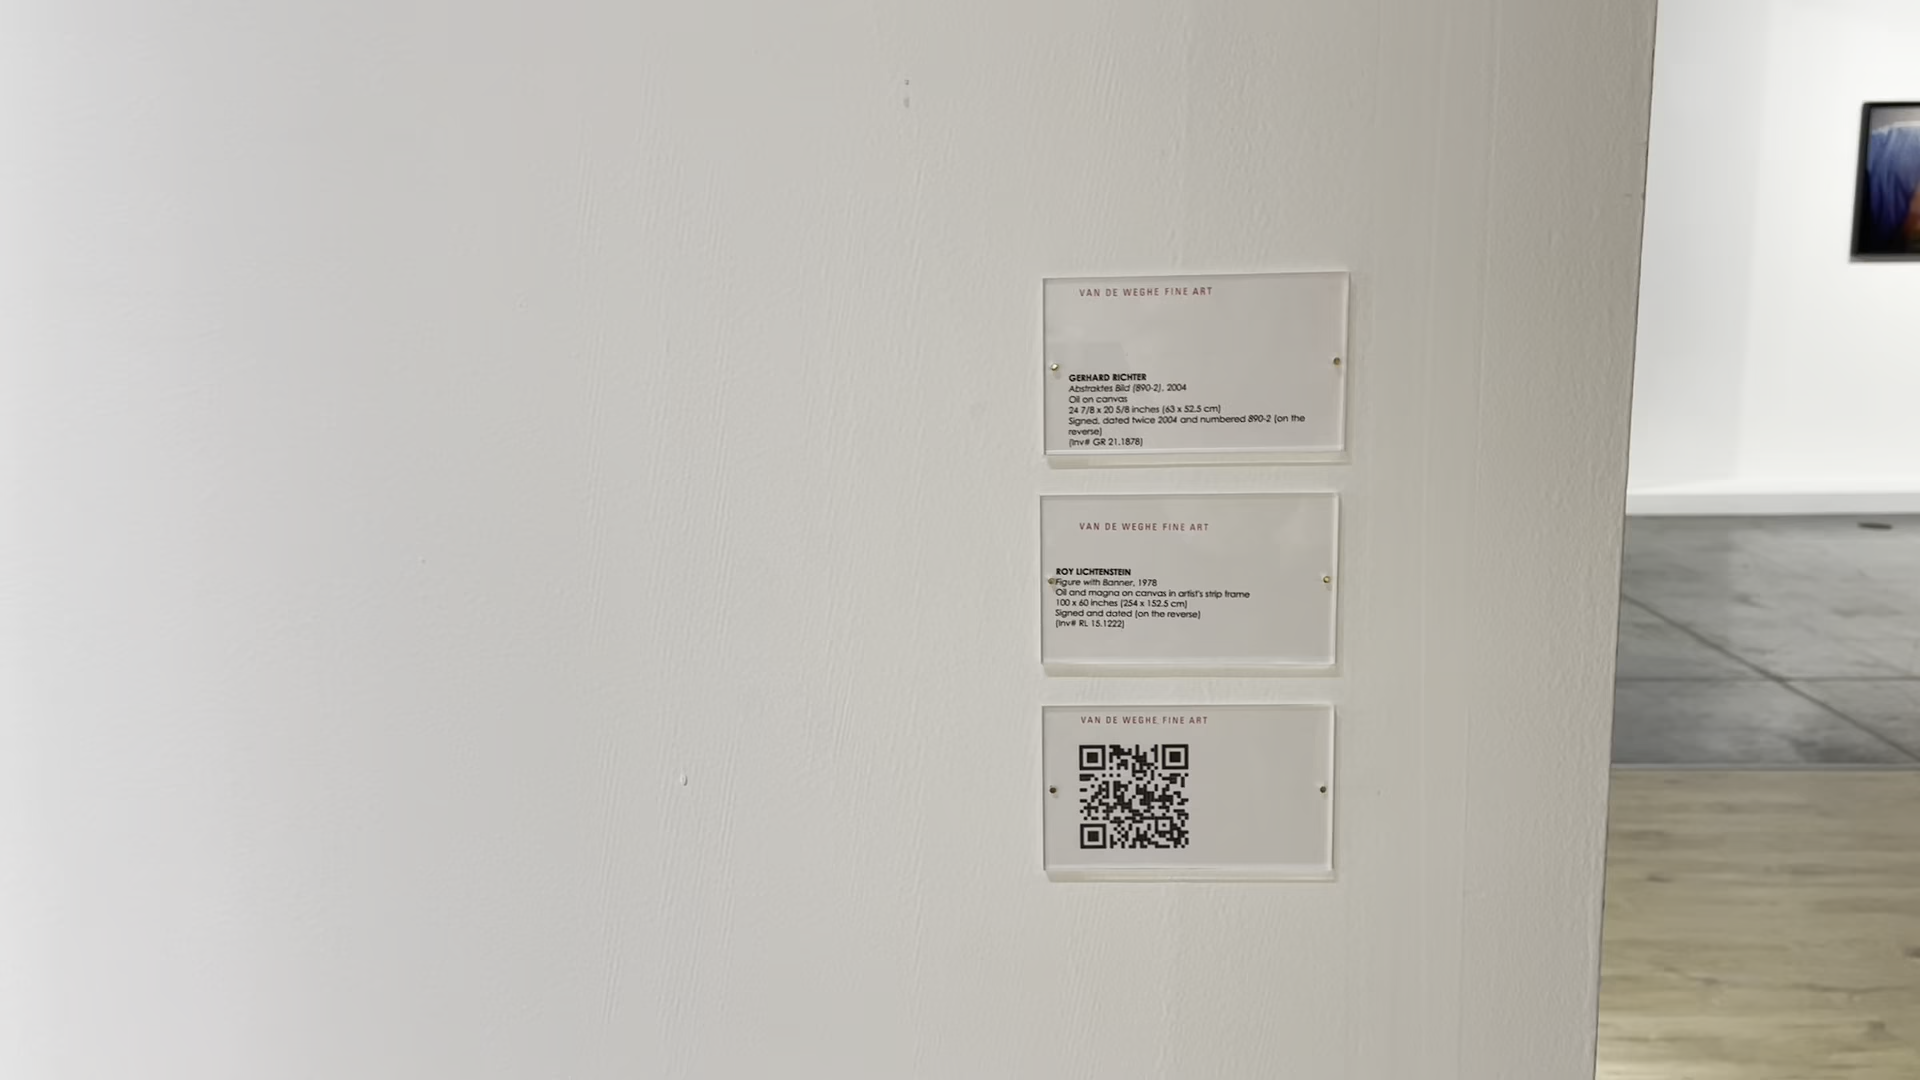 VAN DE WEGHE FINE ART
GERHARD RICHTER
Abstraktes Bild (890-2), 2004
Oil on canvas
24 7/8 x 20 5/8 inches (63 x 52.5 cm)
Signed, dated twice 2004 and numbered 890-2 (on the
reverse)
(Inv# GR 21.1878)
VAN DE WEGHE FINE ART
ROY LICHTENSTEIN
Figure with Banner, 1978
Oil and magna on canvas in artist's strip frame
100 x 60 inches (254 x 152.5 cm)
Signed and dated (on the reverse)
(Inv# RL 15.1222)
VAN DE WEGHE FINE ART